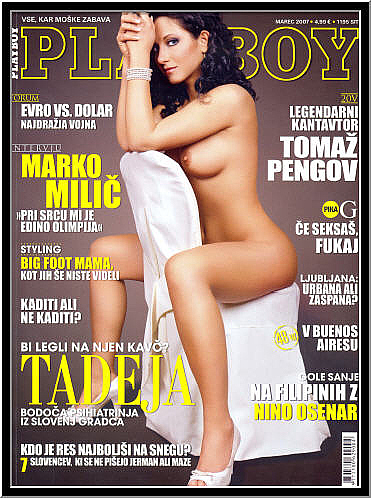 VSE, KAR MOŠKE ZABAVA
MAREC 2007 • 4,99 € • 1195 SIT
PLAYBOY
PLAYBOY
FORUM
EVRO VS. DOLAR
NAJDRAŽJA VOJNA
INTERVJU
MARKO
MILIČ
»PRI SRCU MI JE
EDINO OLIMPIJA«
STYLING
BIG FOOT MAMA,
KOT JIH ŠE NISTE VIDELI
KADITI ALI
NE KADITI?
BI LEGLI NA NJEN KAVČ?
TADEJA
BODOČA PSIHIATRINJA
IZ SLOVENJ GRADCA
KDO JE RES NAJBOLJŠI NA SNEGU?
7 SLOVENCEV, KI SE NE PIŠEJO JERMAN ALI MAZE
20V
LEGENDARNI
KANTAVTOR
TOMAŽ
PENGOV
PIKA G
ČE SEKSAŠ,
FUKAJ
LJUBLJANA:
URBANA ALI
ZASPANA?
48 ur
V BUENOS
AIRESU
GOLE SANJE
NA FILIPINIH Z
NINO OSENAR